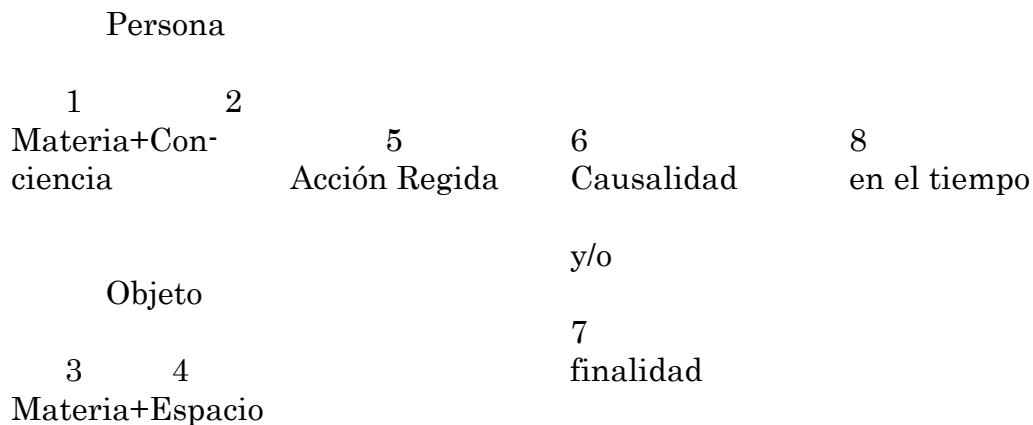 Persona
1 2
Materia+Con- 5 6 8
ciencia Acción Regida Causalidad en el tiempo
y/o
Objeto
7
3 4 finalidad
Materia+Espacio